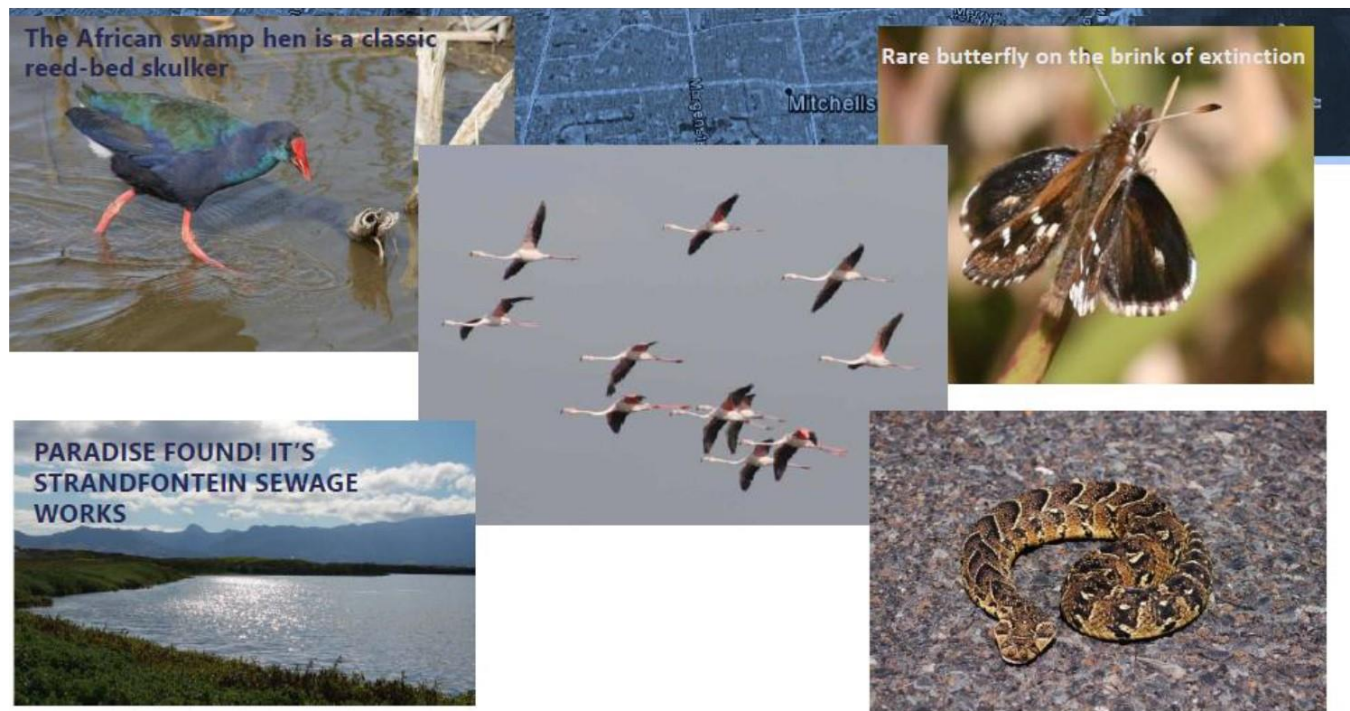 The African swamp hen is a classic
reed-bed skulker
Rare butterfly on the brink of extinction
Mitchells
PARADISE FOUND! IT'S
STRANDFONTEIN SEWAGE
WORKS